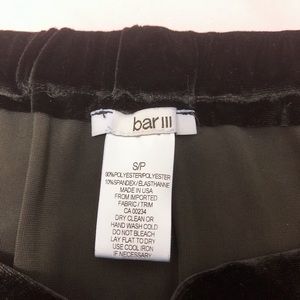 bar III
S/P
90%POLYESTER/POLYESTER
10%SPANDEX/ÉLASTHANNE
MADE IN USA
FROM IMPORTED
FABRIC/TRIM
CA 00234
DRY CLEAN OR
HAND WASH COLD
DO NOT BLEACH
LAY FLAT TO DRY
USE COOL IRON
IF NECESSARY